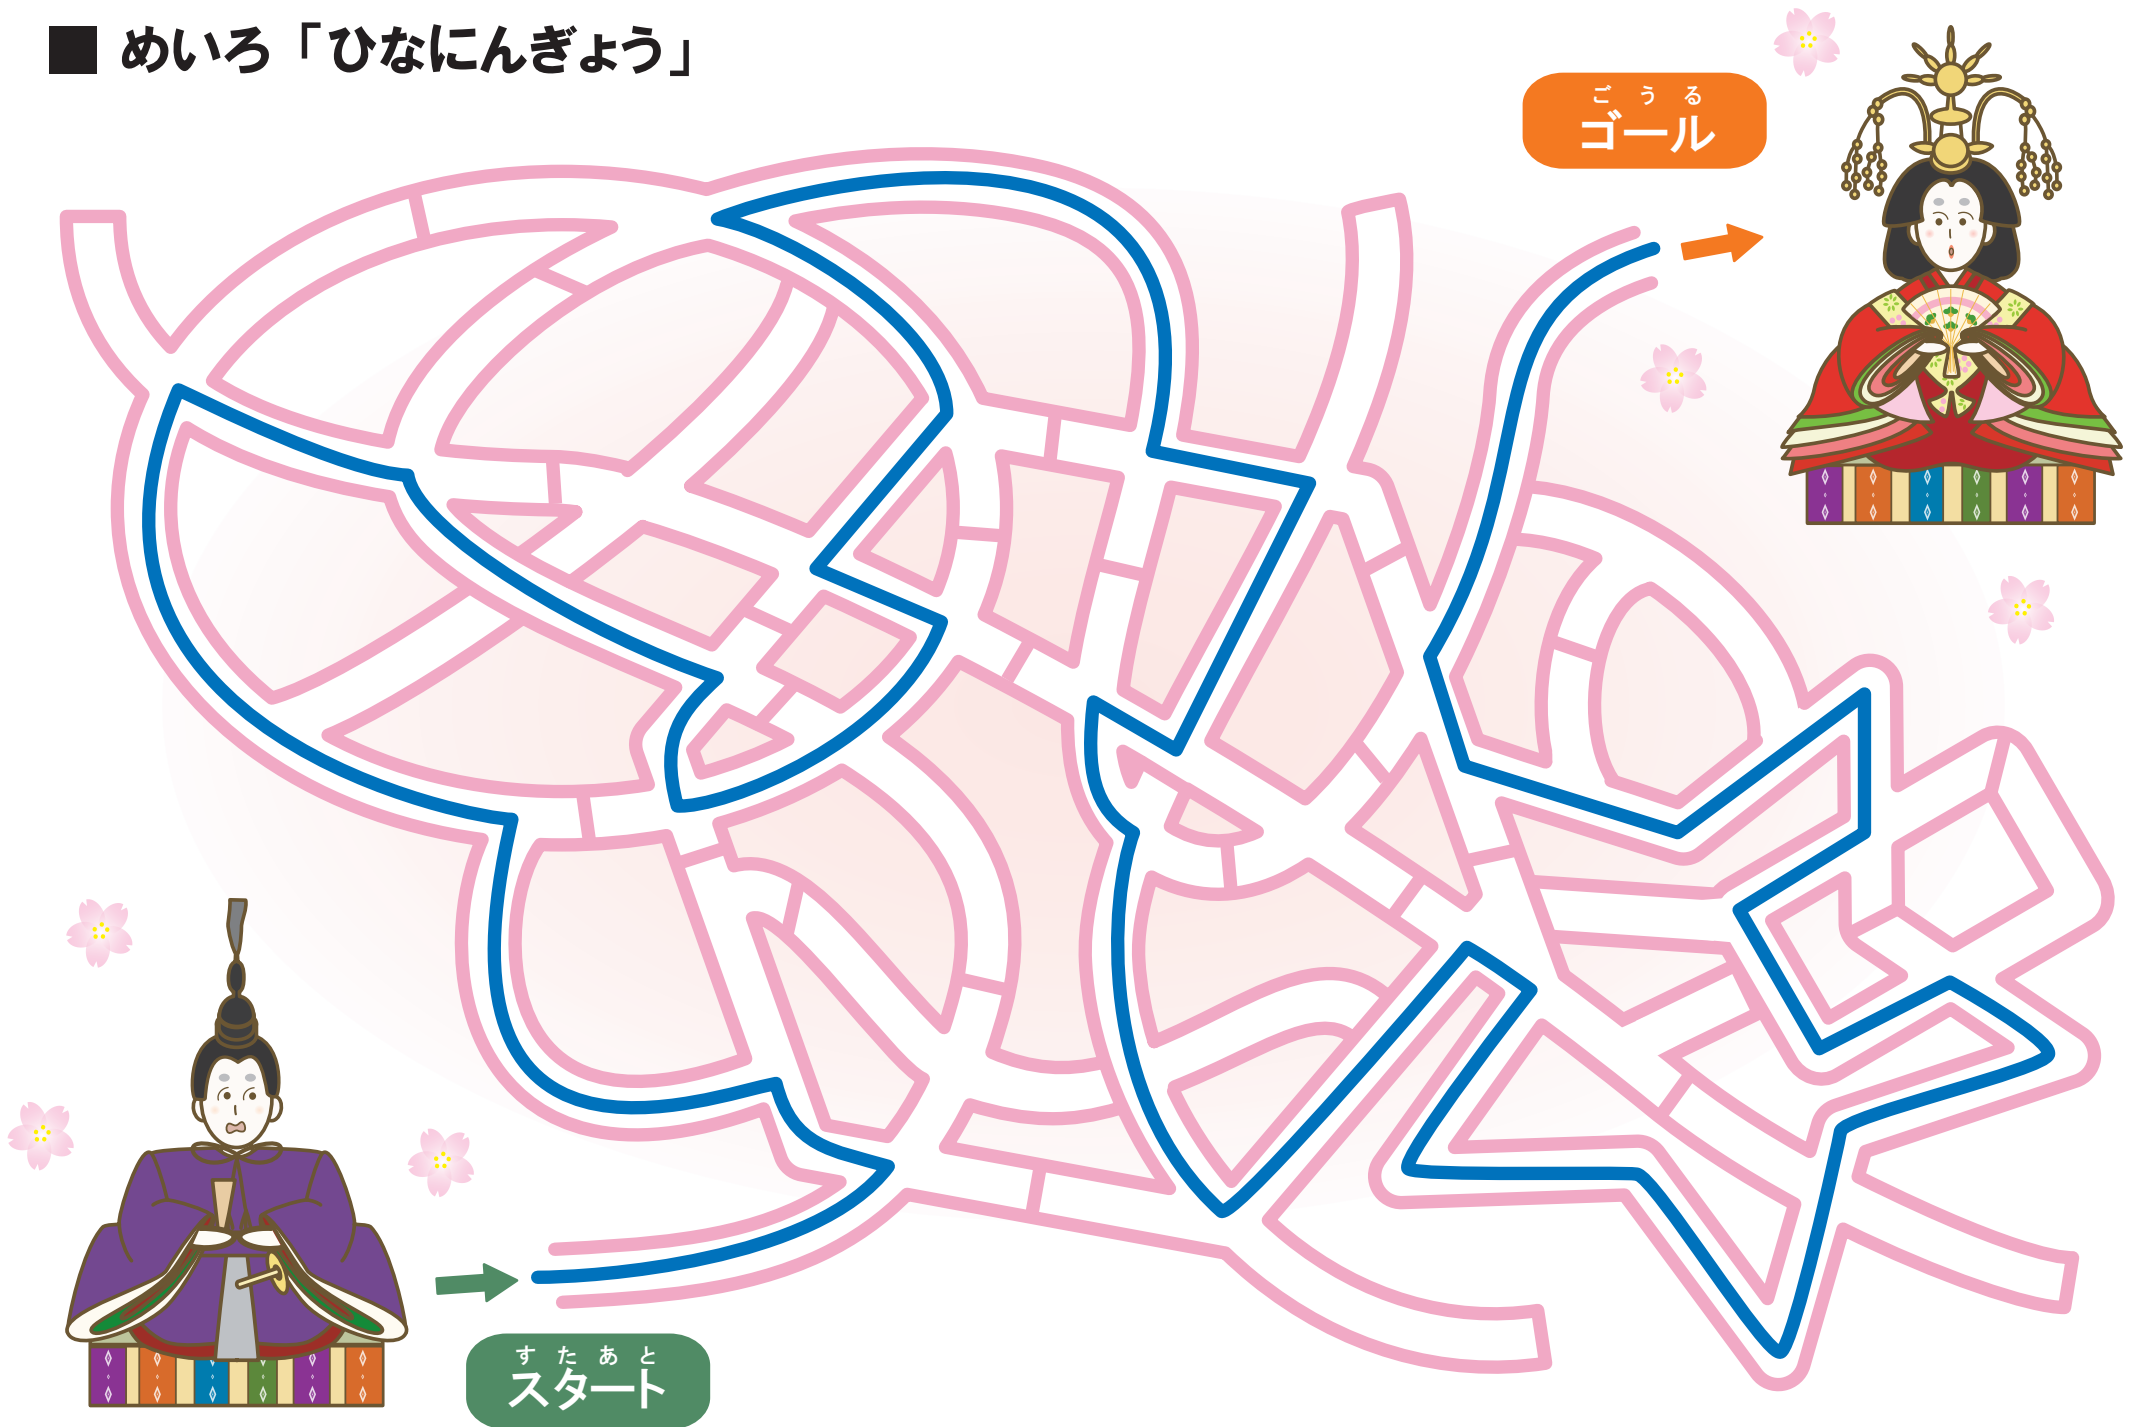 ■ めいろ「ひなにんぎょう」
ごうる
ゴール
すたあと
スタート